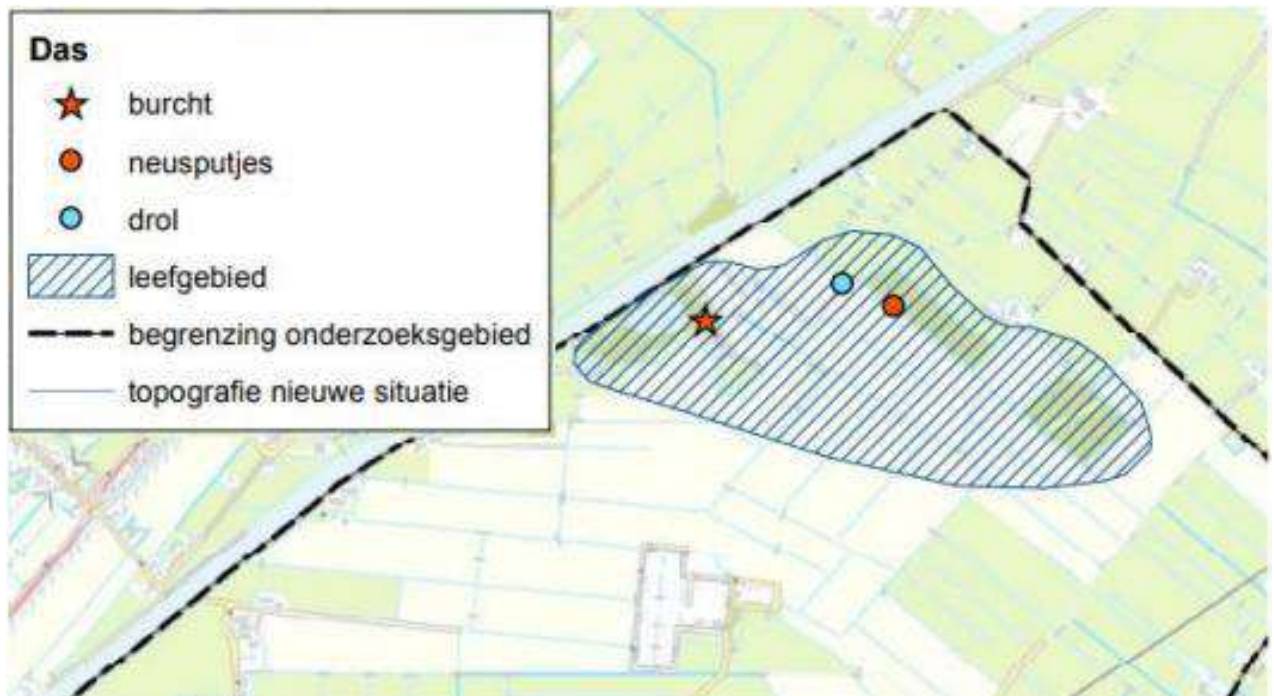 Das
burcht
neusputjes
drol
leefgebied
begrenzing onderzoeksgebied
topografie nieuwe situatie